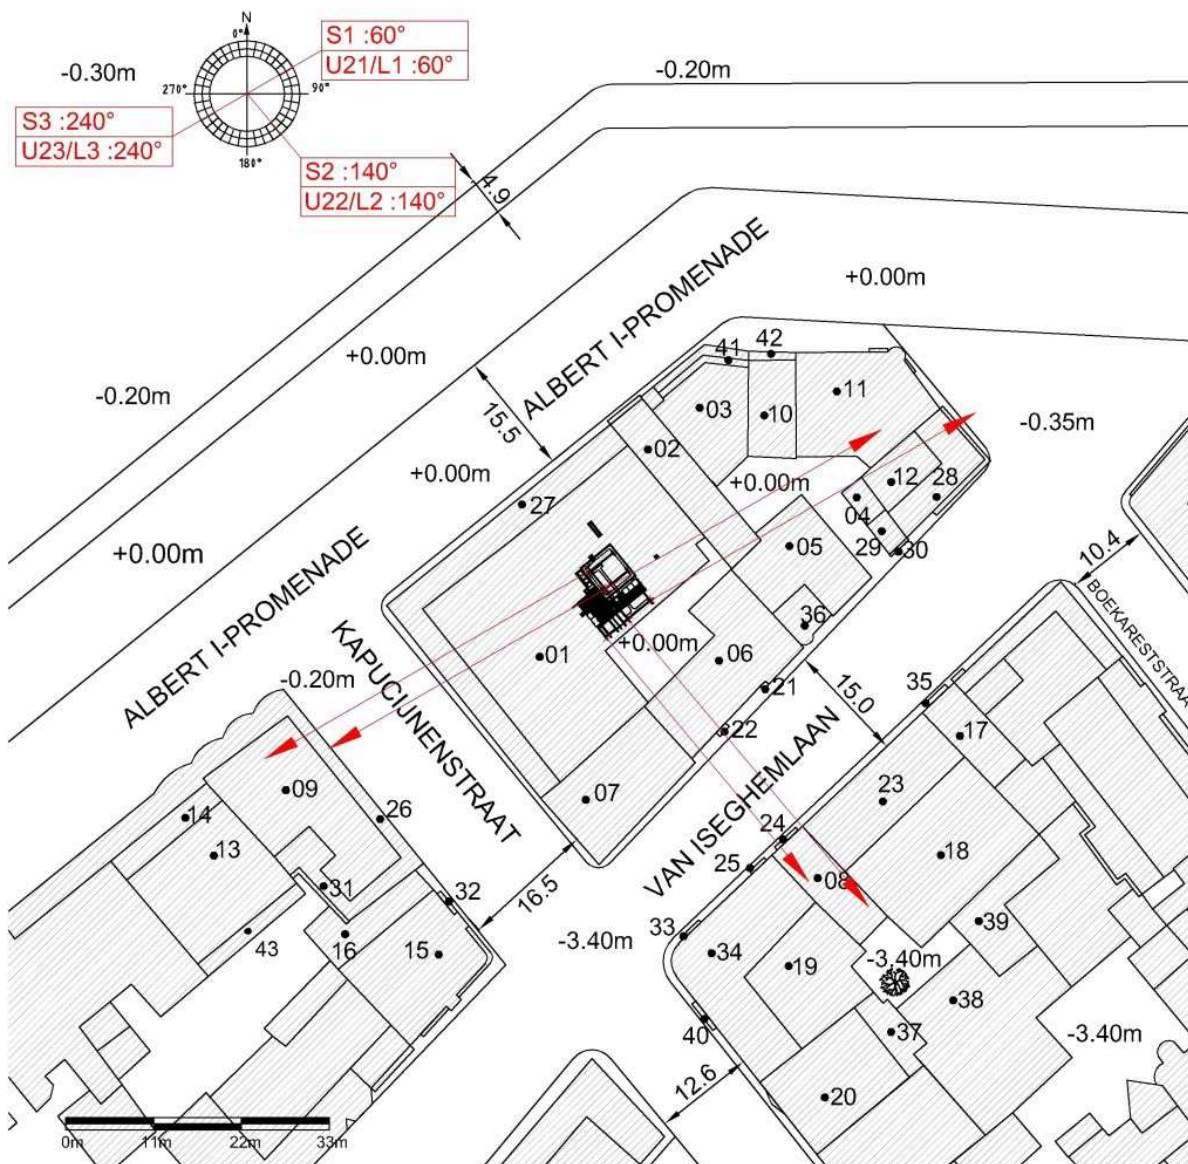 N
0°
S1 :60°
U21/L1 :60°
-0.30m
-0.20m
270°
90°
S3 :240°
U23/L3 :240°
180°
S2 :140°
U22/L2 :140°
4.9
ALBERT I-PROMENADE
+0.00m
+0.00m
-0.20m
15.5
41
42
03
10
11
-0.35m
02
+0.00m
+0.00m
12
28
04
27
29
30
05
+0.00m
10.4
BOEKARESTSTRAAT
ALBERT I-PROMENADE
KAPUCIJNENSTRAAT
36
+0.00m
01
06
-0.20m
21
15.0
35
22
17
VAN ISEGHEMLAAN
09
07
23
14
26
24
13
18
25
08
31
32
16.5
39
33
43
16
15
-3.40m
34
19
-3.40m
38
40
37
-3.40m
12.6
20
0m
11m
22m
33m